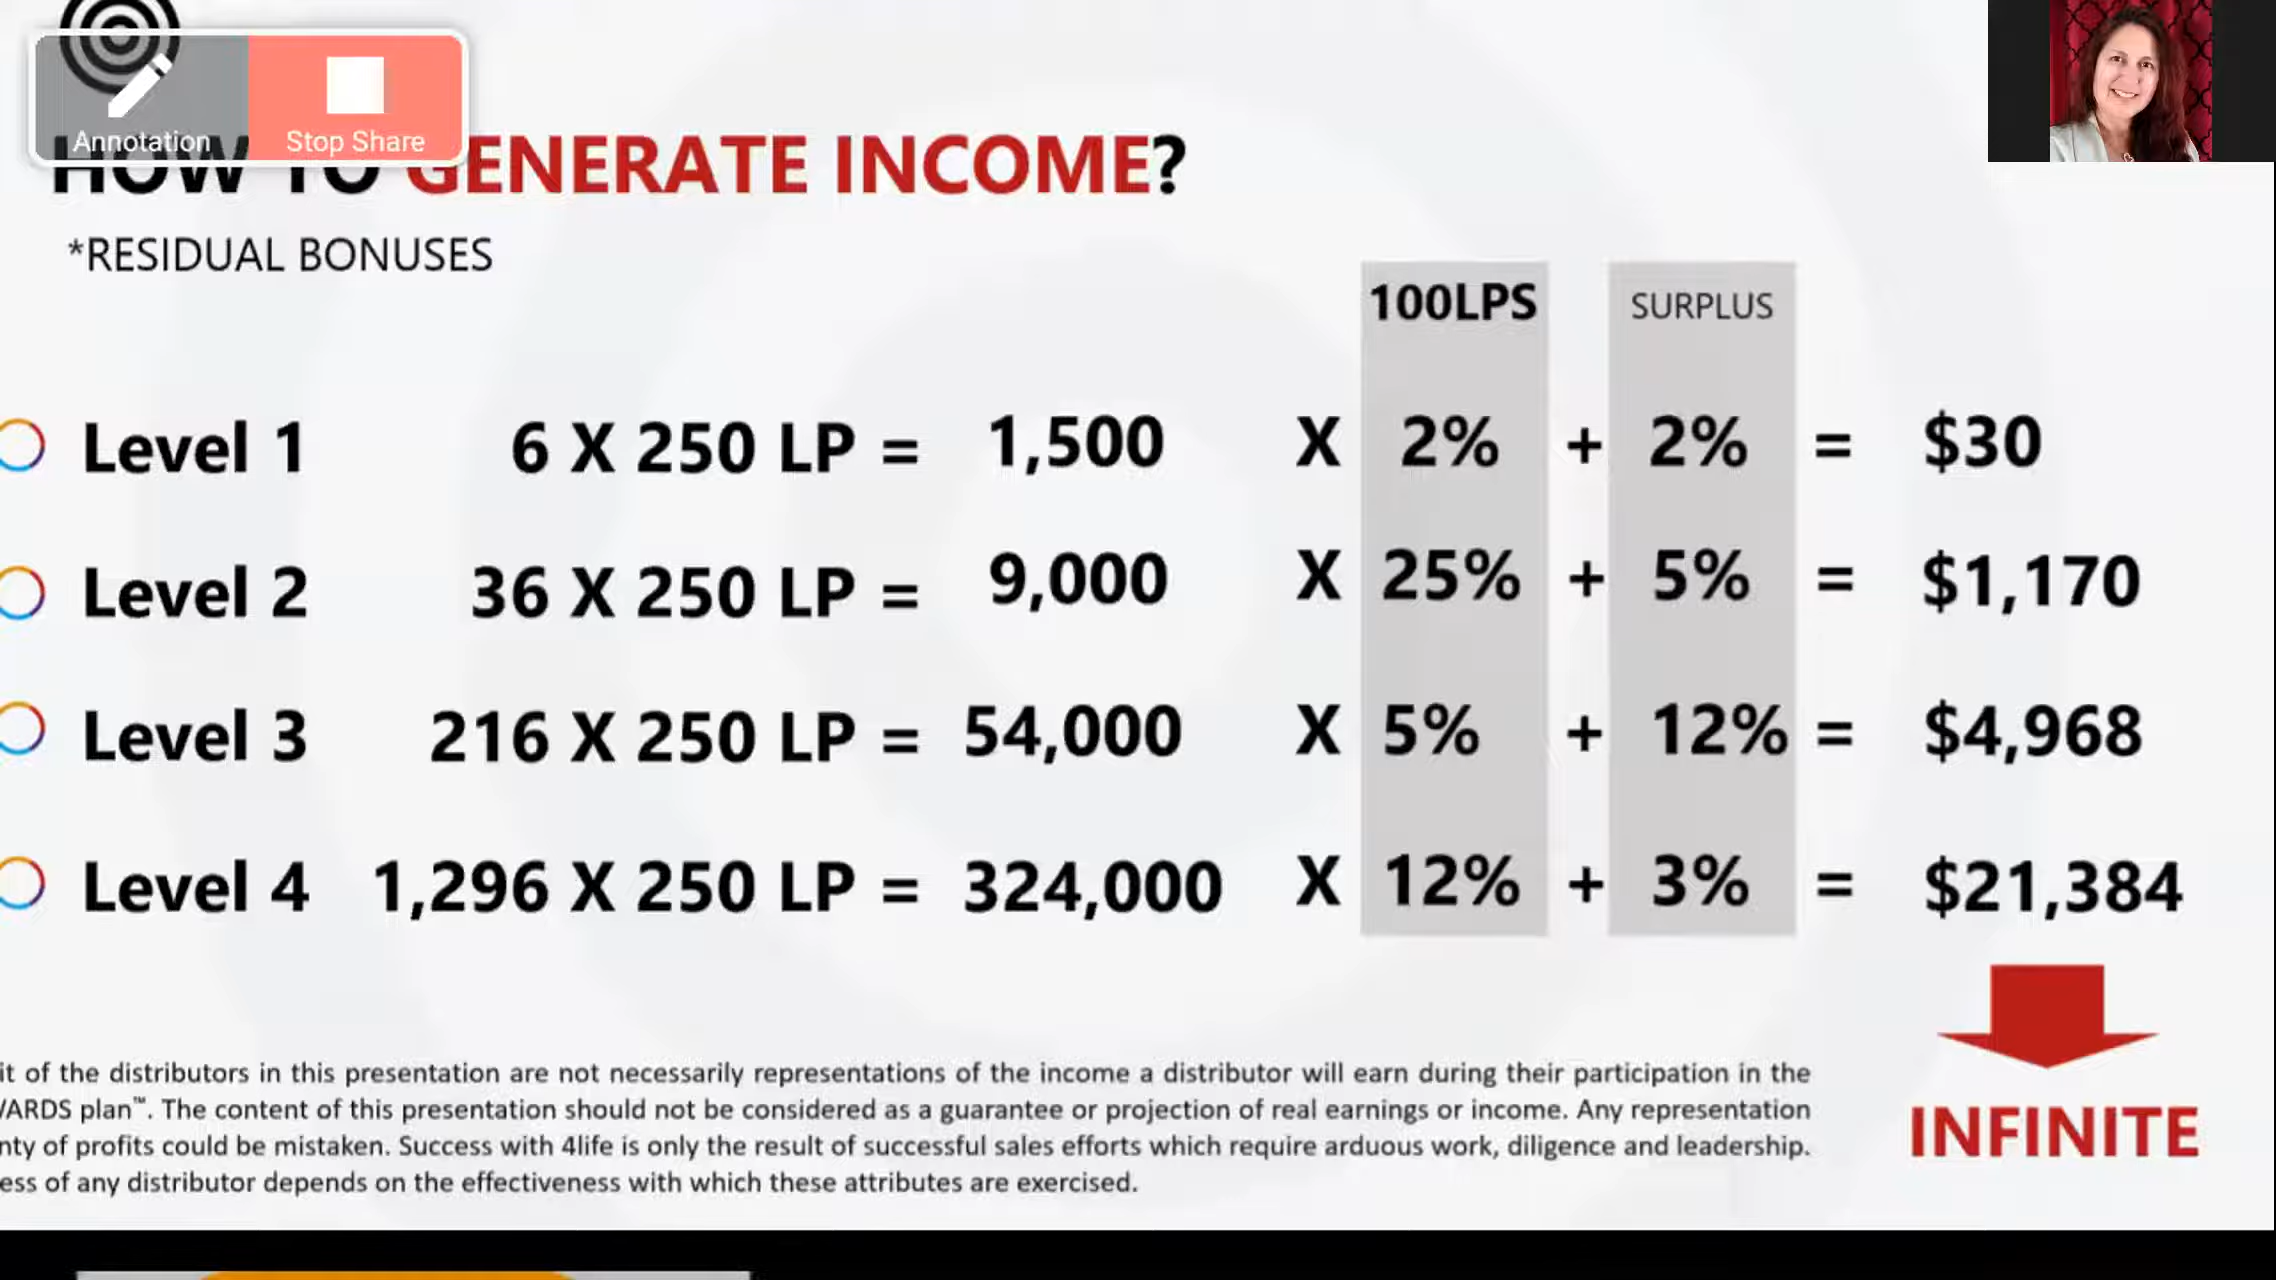 Annotation
Stop Share
HOW TO GENERATE INCOME?
*RESIDUAL BONUSES
100LPS SURPLUS
Level 1 6 X 250 LP = 1,500 X 2% + 2% = $30
Level 2 36 X 250 LP = 9,000 X 25% + 5% = $1,170
Level 3 216 X 250 LP = 54,000 X 5% + 12% = $4,968
Level 4 1,296 X 250 LP = 324,000 X 12% + 3% = $21,384
INFINITE
of the distributors in this presentation are not necessarily representations of the income a distributor will earn during their participation in the
plan™. The content of this presentation should not be considered as a guarantee or projection of real earnings or income. Any representation
of profits could be mistaken. Success with 4life is only the result of successful sales efforts which require arduous work, diligence and leadership.
of any distributor depends on the effectiveness with which these attributes are exercised.